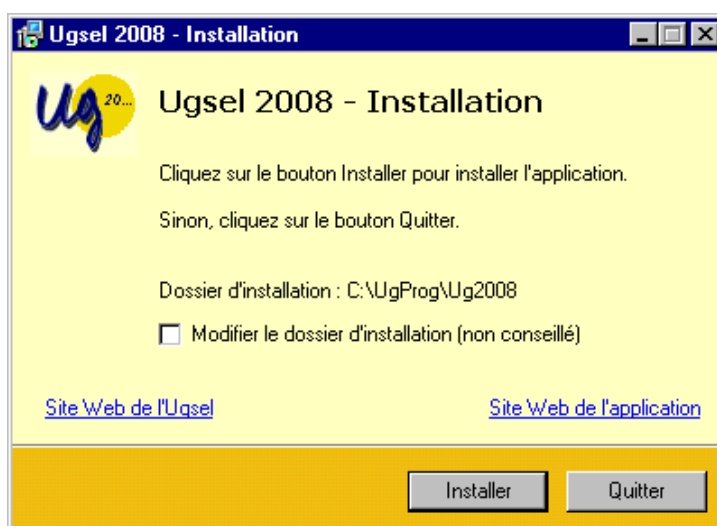 Ugsel 2008 - Installation
Ug 20...
Ugsel 2008 - Installation
Cliquez sur le bouton Installer pour installer l'application.
Sinon, cliquez sur le bouton Quitter.
Dossier d'installation : C:\UgProg\Ug2008
Modifier le dossier d'installation (non conseillé)
Site Web de l'Ugsel
Site Web de l'application
Installer
Quitter